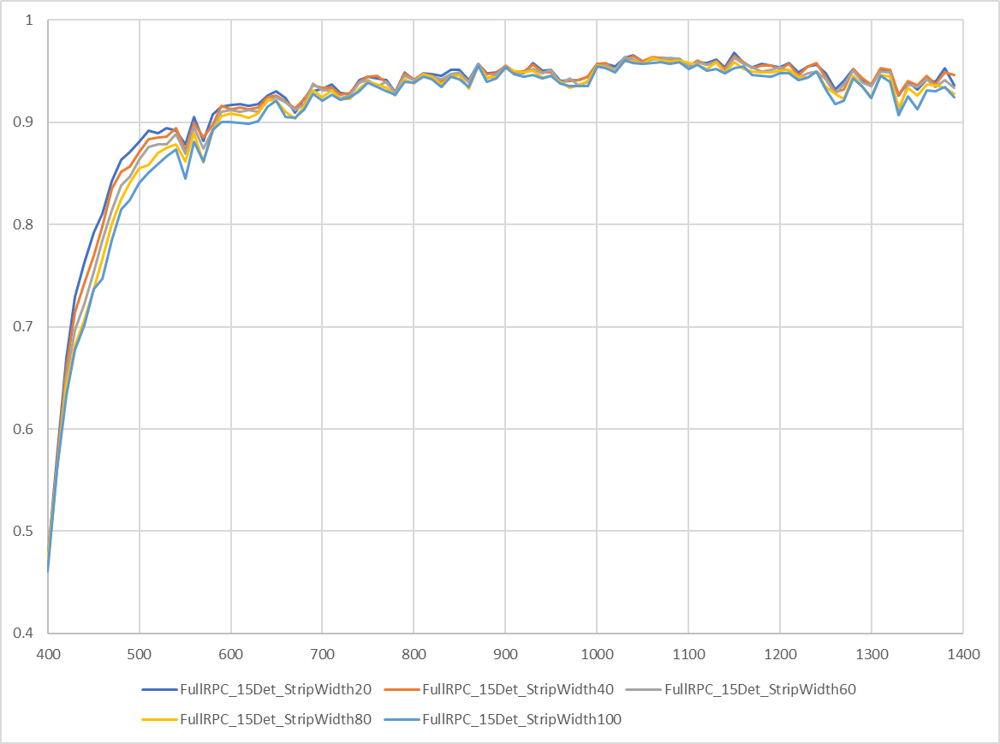 1
0.9
0.8
0.7
0.6
0.5
0.4
400 500 600 700 800 900 1000 1100 1200 1300 1400
FullRPC_15Det_StripWidth20 FullRPC_15Det_StripWidth40 FullRPC_15Det_StripWidth60
FullRPC_15Det_StripWidth80 FullRPC_15Det_StripWidth100